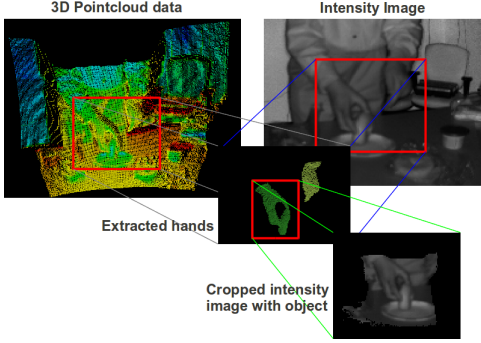 3D Pointcloud data
Intensity Image
Extracted hands
Cropped intensity
image with object